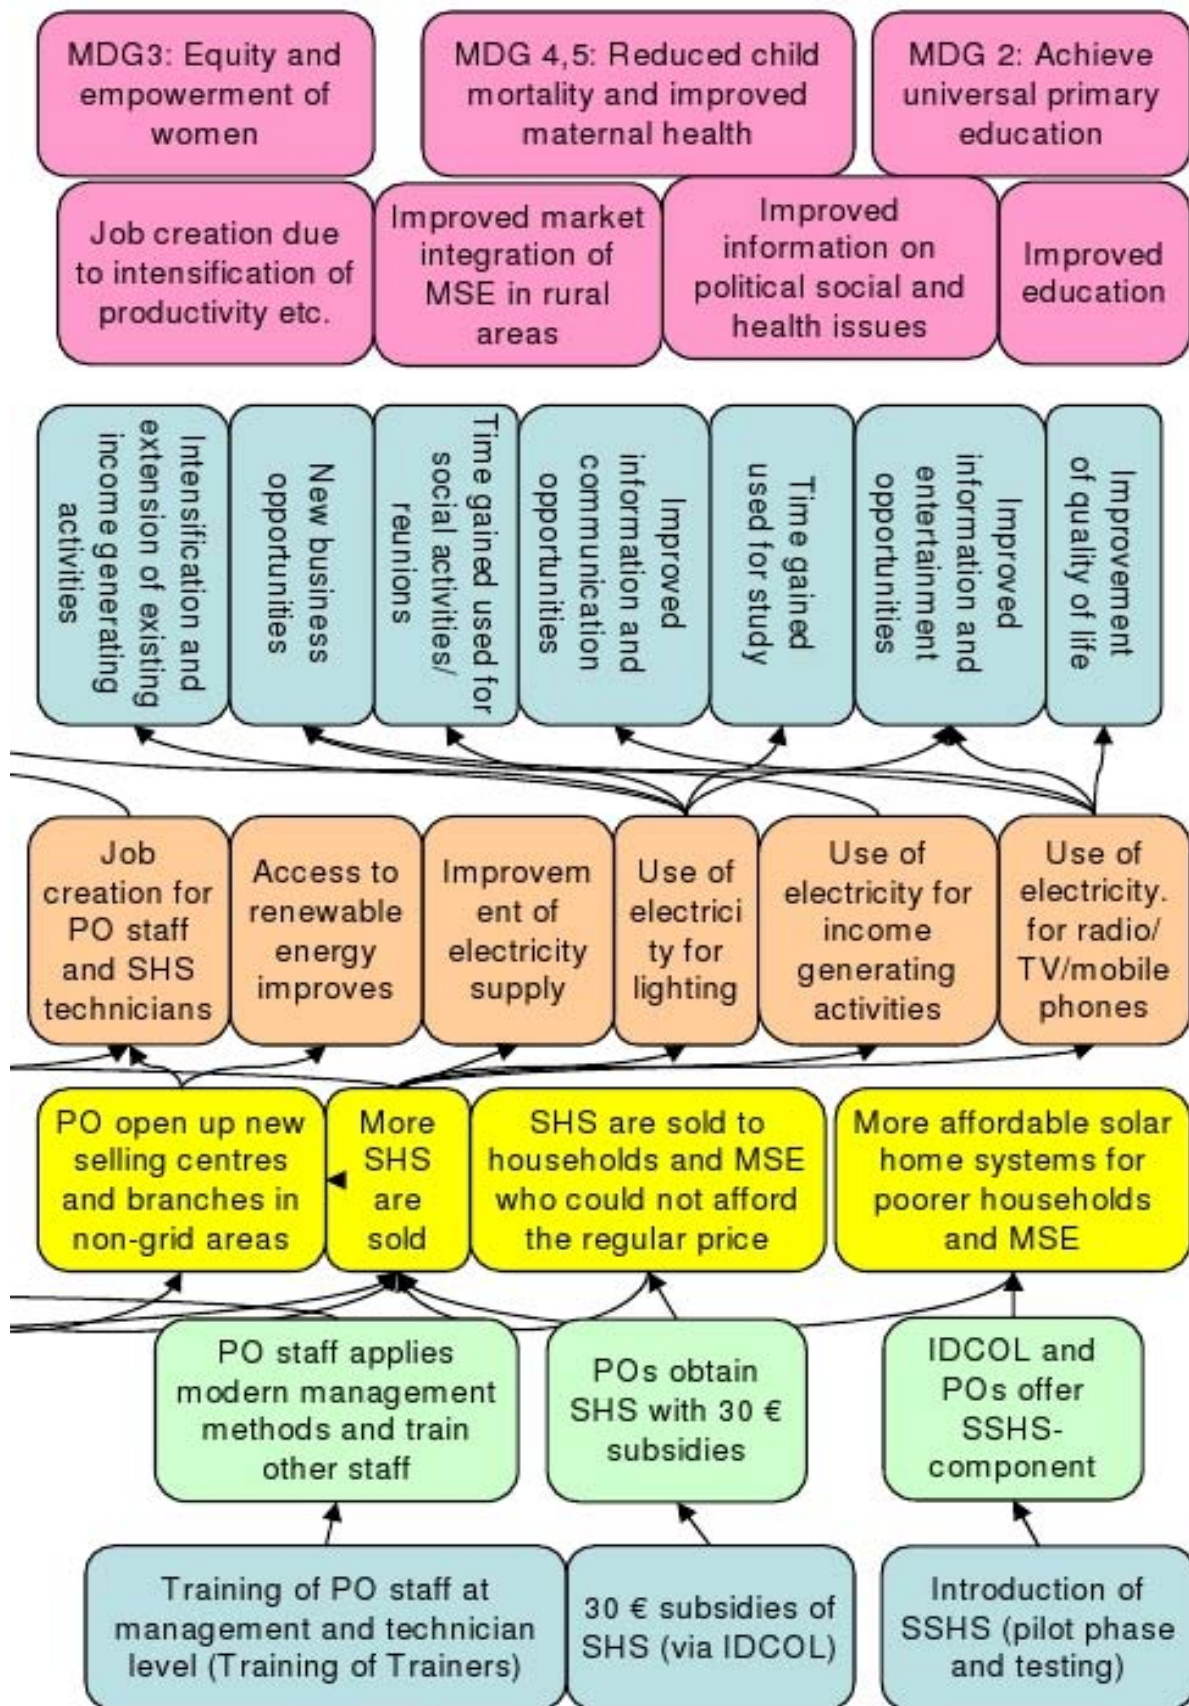 MDG3: Equity and
empowerment of
women
MDG 4,5: Reduced child
mortality and improved
maternal health
MDG 2: Achieve
universal primary
education
Job creation due
to intensification of
productivity etc.
Improved market
integration of
MSE in rural
areas
Improved
information on
political social and
health issues
Improved
education
Intensification and
extension of existing
income generating
activities
New business
opportunities
Time gained used for
social activities/
reunions
Improved
information and
communication
opportunities
Time gained
used for study
Improved
information and
entertainment
opportunities
Improvement
of quality of life
Job
creation for
PO staff
and SHS
technicians
Access to
renewable
energy
improves
Improvem
ent of
electricity
supply
Use of
electrici
ty for
lighting
Use of
electricity for
income
generating
activities
Use of
electricity.
for radio/
TV/mobile
phones
PO open up new
selling centres
and branches in
non-grid areas
More
SHS
are
sold
SHS are sold to
households and MSE
who could not afford
the regular price
More affordable solar
home systems for
poorer households
and MSE
PO staff applies
modern management
methods and train
other staff
POs obtain
SHS with 30 €
subsidies
IDCOL and
POs offer
SSHS-
component
Training of PO staff at
management and technician
level (Training of Trainers)
30 € subsidies of
SHS (via IDCOL)
Introduction of
SSHS (pilot phase
and testing)